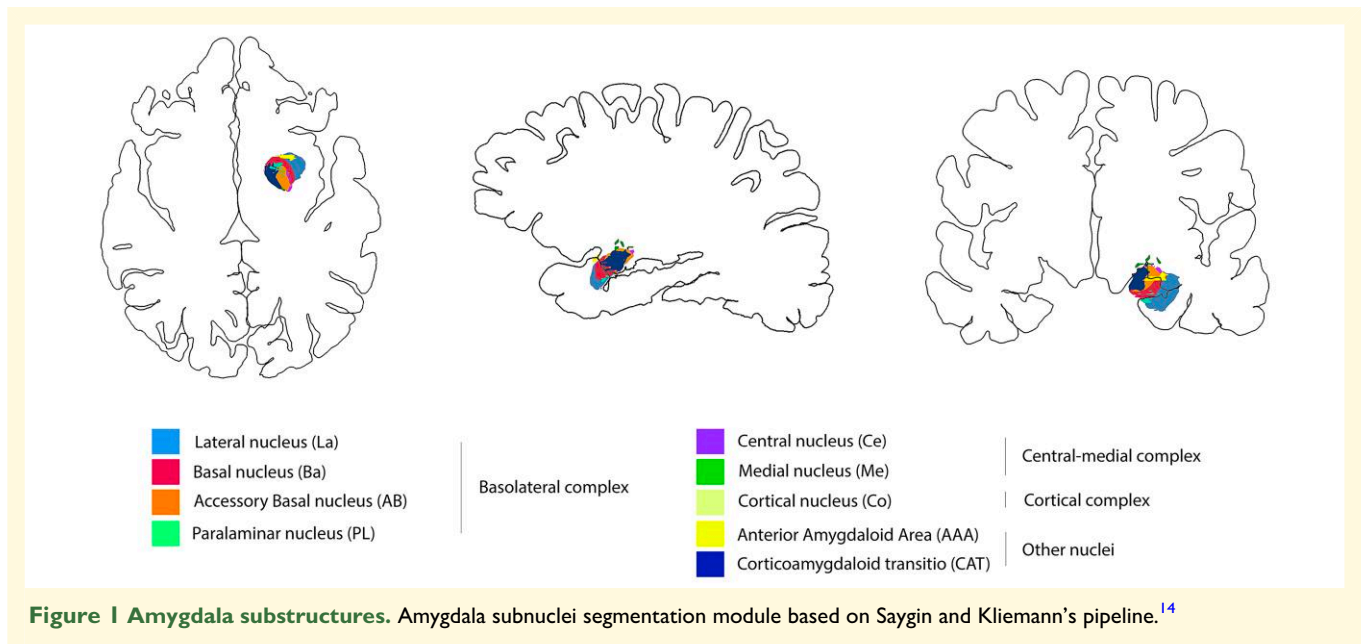 Lateral nucleus (La)
Basal nucleus (Ba)
Accessory Basal nucleus (AB)
Paralaminar nucleus (PL)
Basolateral complex
Central nucleus (Ce)
Medial nucleus (Me)
Cortical nucleus (Co)
Anterior Amygdaloid Area (AAA)
Corticoamygdaloid transitio (CAT)
Central-medial complex
Cortical complex
Other nuclei
Figure 1 Amygdala substructures. Amygdala subnuclei segmentation module based on Saygin and Kliemann's pipeline.14